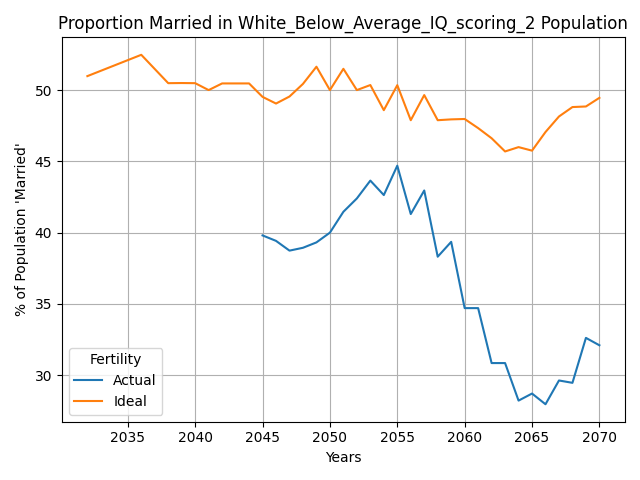 Proportion Married in White_Below_Average_IQ_scoring_2 Population
% of Population 'Married'
50
45
40
35
30
Fertility
Actual
Ideal
2035 2040 2045 2050 2055 2060 2065 2070
Years